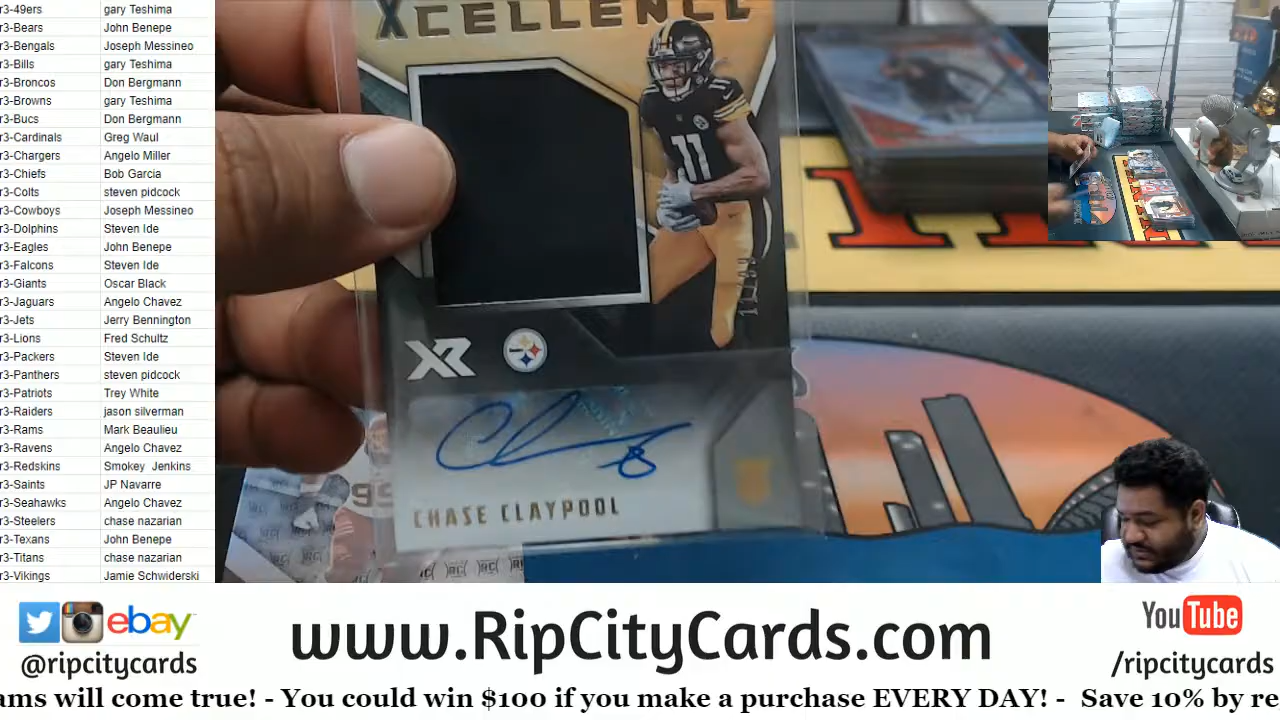 r3-49ers gary Teshima
r3-Bears John Benepe
r3-Bengals Joseph Messineo
r3-Bills gary Teshima
r3-Broncos Don Bergmann
r3-Browns gary Teshima
r3-Bucs Don Bergmann
r3-Cardinals Greg Waul
r3-Chargers Angelo Miller
r3-Chiefs Bob Garcia
r3-Colts steven pidcock
r3-Cowboys Joseph Messineo
r3-Dolphins Steven Ide
r3-Eagles John Benepe
r3-Falcons Steven Ide
r3-Giants Oscar Black
r3-Jaguars Angelo Chavez
r3-Jets Jerry Bennington
r3-Lions Fred Schultz
r3-Packers Steven Ide
r3-Panthers steven pidcock
r3-Patriots Trey White
r3-Raiders jason silverman
r3-Rams Mark Beaulieu
r3-Ravens Angelo Chavez
r3-Redskins Smokey Jenkins
r3-Saints JP Navarre
r3-Seahawks Angelo Chavez
r3-Steelers chase nazarian
r3-Texans John Benepe
r3-Titans chase nazarian
r3-Vikings Jamie Schwiderski
XCELLENCE
11
XR
CHASE CLAYPOOL
99
RC RC RC
ebay
@ripcitycards
www.RipCityCards.com
YouTube
/ripcitycards
ams will come true! - You could win $100 if you make a purchase EVERY DAY! - Save 10% by re